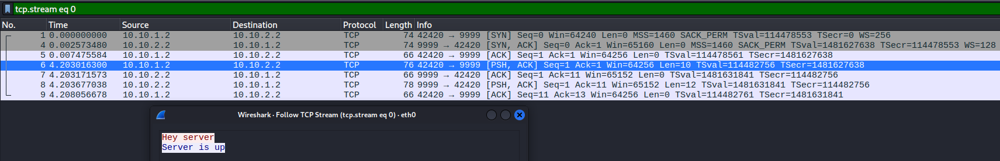 tcp.stream eq 0
No. Time Source Destination Protocol Length Info
1 0.000000000 10.10.1.2 10.10.2.2 TCP 74 42420 → 9999 [SYN] Seq=0 Win=64240 Len=0 MSS=1460 SACK_PERM TSval=114478553 TSecr=0 WS=256
4 0.002573480 10.10.2.2 10.10.1.2 TCP 74 9999 → 42420 [SYN, ACK] Seq=0 Ack=1 Win=65160 Len=0 MSS=1460 SACK_PERM TSval=1481627638 TSecr=114478553 WS=128
5 0.007475584 10.10.1.2 10.10.2.2 TCP 66 42420 → 9999 [ACK] Seq=1 Ack=1 Win=64256 Len=0 TSval=114478561 TSecr=1481627638
6 4.203016300 10.10.1.2 10.10.2.2 TCP 76 42420 → 9999 [PSH, ACK] Seq=1 Ack=1 Win=64256 Len=10 TSval=114482756 TSecr=1481627638
7 4.203171573 10.10.2.2 10.10.1.2 TCP 66 9999 → 42420 [ACK] Seq=1 Ack=11 Win=65152 Len=0 TSval=1481631841 TSecr=114482756
8 4.203677038 10.10.2.2 10.10.1.2 TCP 78 9999 → 42420 [PSH, ACK] Seq=1 Ack=11 Win=65152 Len=12 TSval=1481631841 TSecr=114482756
9 4.208056678 10.10.1.2 10.10.2.2 TCP 66 42420 → 9999 [ACK] Seq=11 Ack=13 Win=64256 Len=0 TSval=114482761 TSecr=1481631841
Wireshark · Follow TCP Stream (tcp.stream eq 0) · eth0
Hey server
Server is up